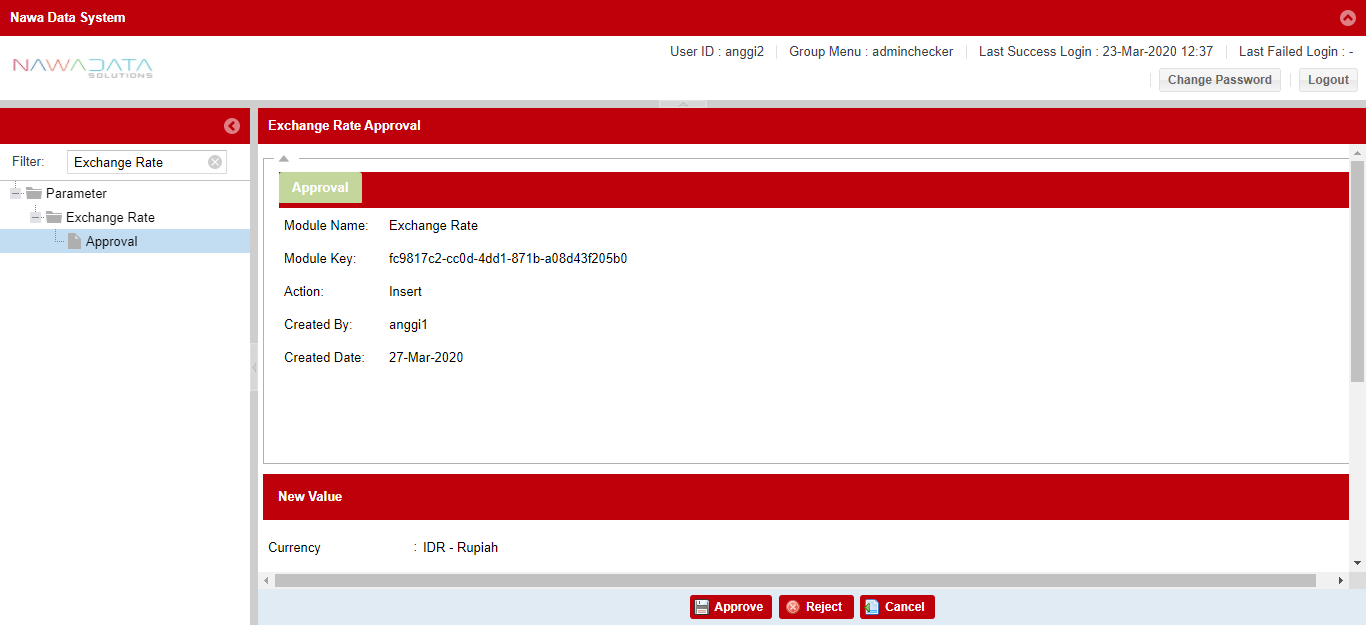 Nawa Data System
NAWADATA
SOLUTIONS
User ID : anggi2 Group Menu : adminchecker Last Success Login : 23-Mar-2020 12:37 Last Failed Login : -
Change Password Logout
Exchange Rate Approval
Filter: Exchange Rate
Parameter
Exchange Rate
Approval
Approval
Module Name: Exchange Rate
Module Key: fc9817c2-cc0d-4dd1-871b-a08d43f205b0
Action: Insert
Created By: anggi1
Created Date: 27-Mar-2020
New Value
Currency : IDR - Rupiah
Approve Reject Cancel